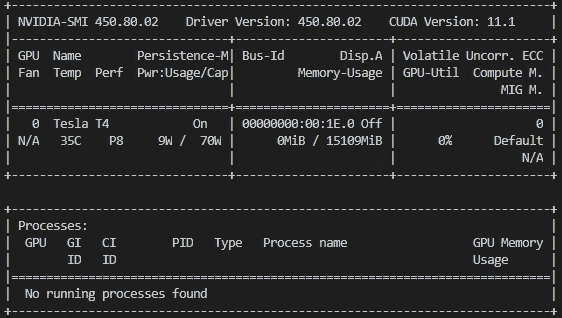 +-----------------------------------------------------------------------------+
| NVIDIA-SMI 450.80.02    Driver Version: 450.80.02    CUDA Version: 11.1     |
|-------------------------------+----------------------+----------------------+
| GPU  Name        Persistence-M| Bus-Id        Disp.A | Volatile Uncorr. ECC |
| Fan  Temp  Perf  Pwr:Usage/Cap|         Memory-Usage | GPU-Util  Compute M. |
|                               |                      |               MIG M. |
|===============================+======================+======================|
|   0  Tesla T4            On   | 00000000:00:1E.0 Off |                    0 |
| N/A   35C    P8     9W /  70W |      0MiB / 15109MiB |      0%      Default |
|                               |                      |                  N/A |
+-------------------------------+----------------------+----------------------+

+-----------------------------------------------------------------------------+
| Processes:                                                                  |
|  GPU   GI   CI        PID   Type   Process name                  GPU Memory |
|        ID   ID                                                   Usage      |
|=============================================================================|
|  No running processes found                                                 |
+-----------------------------------------------------------------------------+